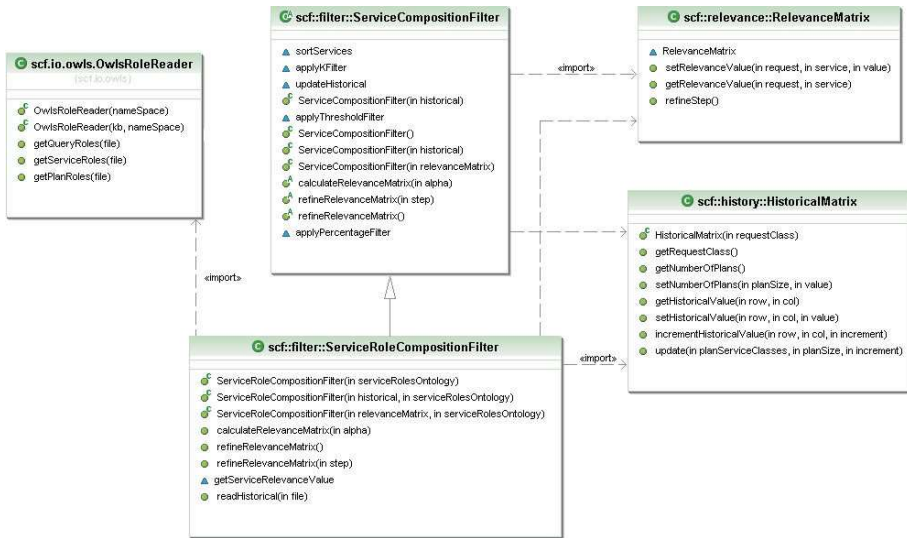 scf.io.owls.OwlsRoleReader
(scf.io.owls)
OwlsRoleReader(nameSpace)
OwlsRoleReader(kb, nameSpace)
getQueryRoles(file)
getServiceRoles(file)
getPlanRoles(file)
scf::filter::ServiceCompositionFilter
sortServices
applyKFilter
updateHistorical
ServiceCompositionFilter(in historical)
applyThresholdFilter
ServiceCompositionFilter()
ServiceCompositionFilter(in historical)
ServiceCompositionFilter(in relevanceMatrix)
calculateRelevanceMatrix(in alpha)
refineRelevanceMatrix(in step)
refineRelevanceMatrix()
applyPercentageFilter
«import»
scf::relevance::RelevanceMatrix
RelevanceMatrix
setRelevanceValue(in request, in service, in value)
getRelevanceValue(in request, in service)
refineStep()
scf::history::HistoricalMatrix
HistoricalMatrix(in requestClass)
getRequestClass()
getNumberOfPlans()
setNumberOfPlans(in planSize, in value)
getHistoricalValue(in row, in col)
setHistoricalValue(in row, in col, in value)
incrementHistoricalValue(in row, in col, in increment)
update(in planServiceClasses, in planSize, in increment)
«import»
«import»
scf::filter::ServiceRoleCompositionFilter
ServiceRoleCompositionFilter(in serviceRolesOntology)
ServiceRoleCompositionFilter(in historical, in serviceRolesOntology)
ServiceRoleCompositionFilter(in relevanceMatrix, in serviceRolesOntology)
calculateRelevanceMatrix(in alpha)
refineRelevanceMatrix()
refineRelevanceMatrix(in step)
getServiceRelevanceValue
readHistorical(in file)